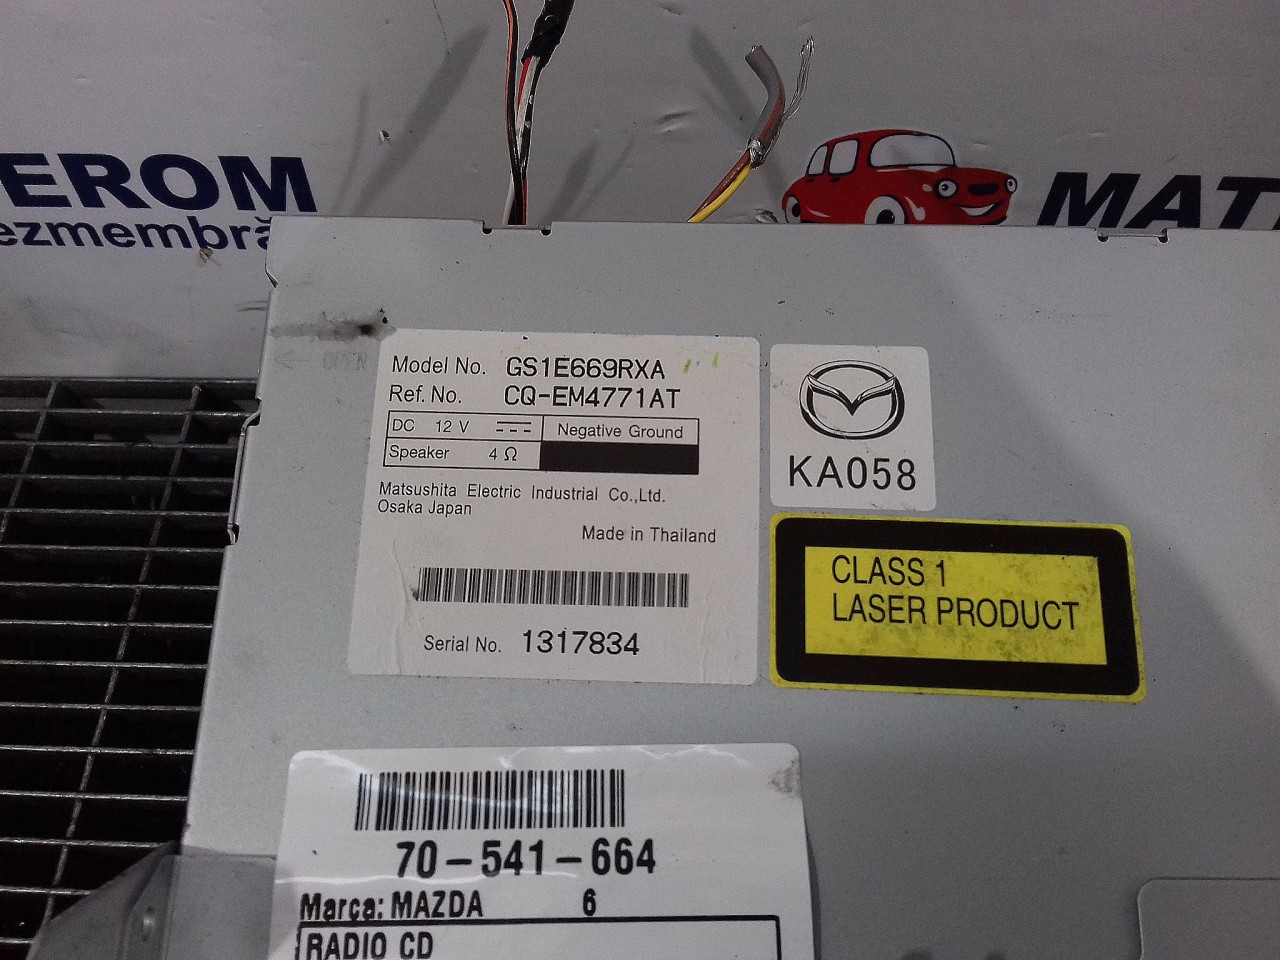 EROM
ezmembră
MAT
OPEN
Model No. GS1E669RXA
Ref. No. CQ-EM4771AT
DC 12 V Negative Ground
Speaker 4 Ω
Matsushita Electric Industrial Co.,Ltd.
Osaka Japan
Made in Thailand
Serial No. 1317834
KA058
CLASS 1
LASER PRODUCT
70-541-664
Marca: MAZDA 6
RADIO CD